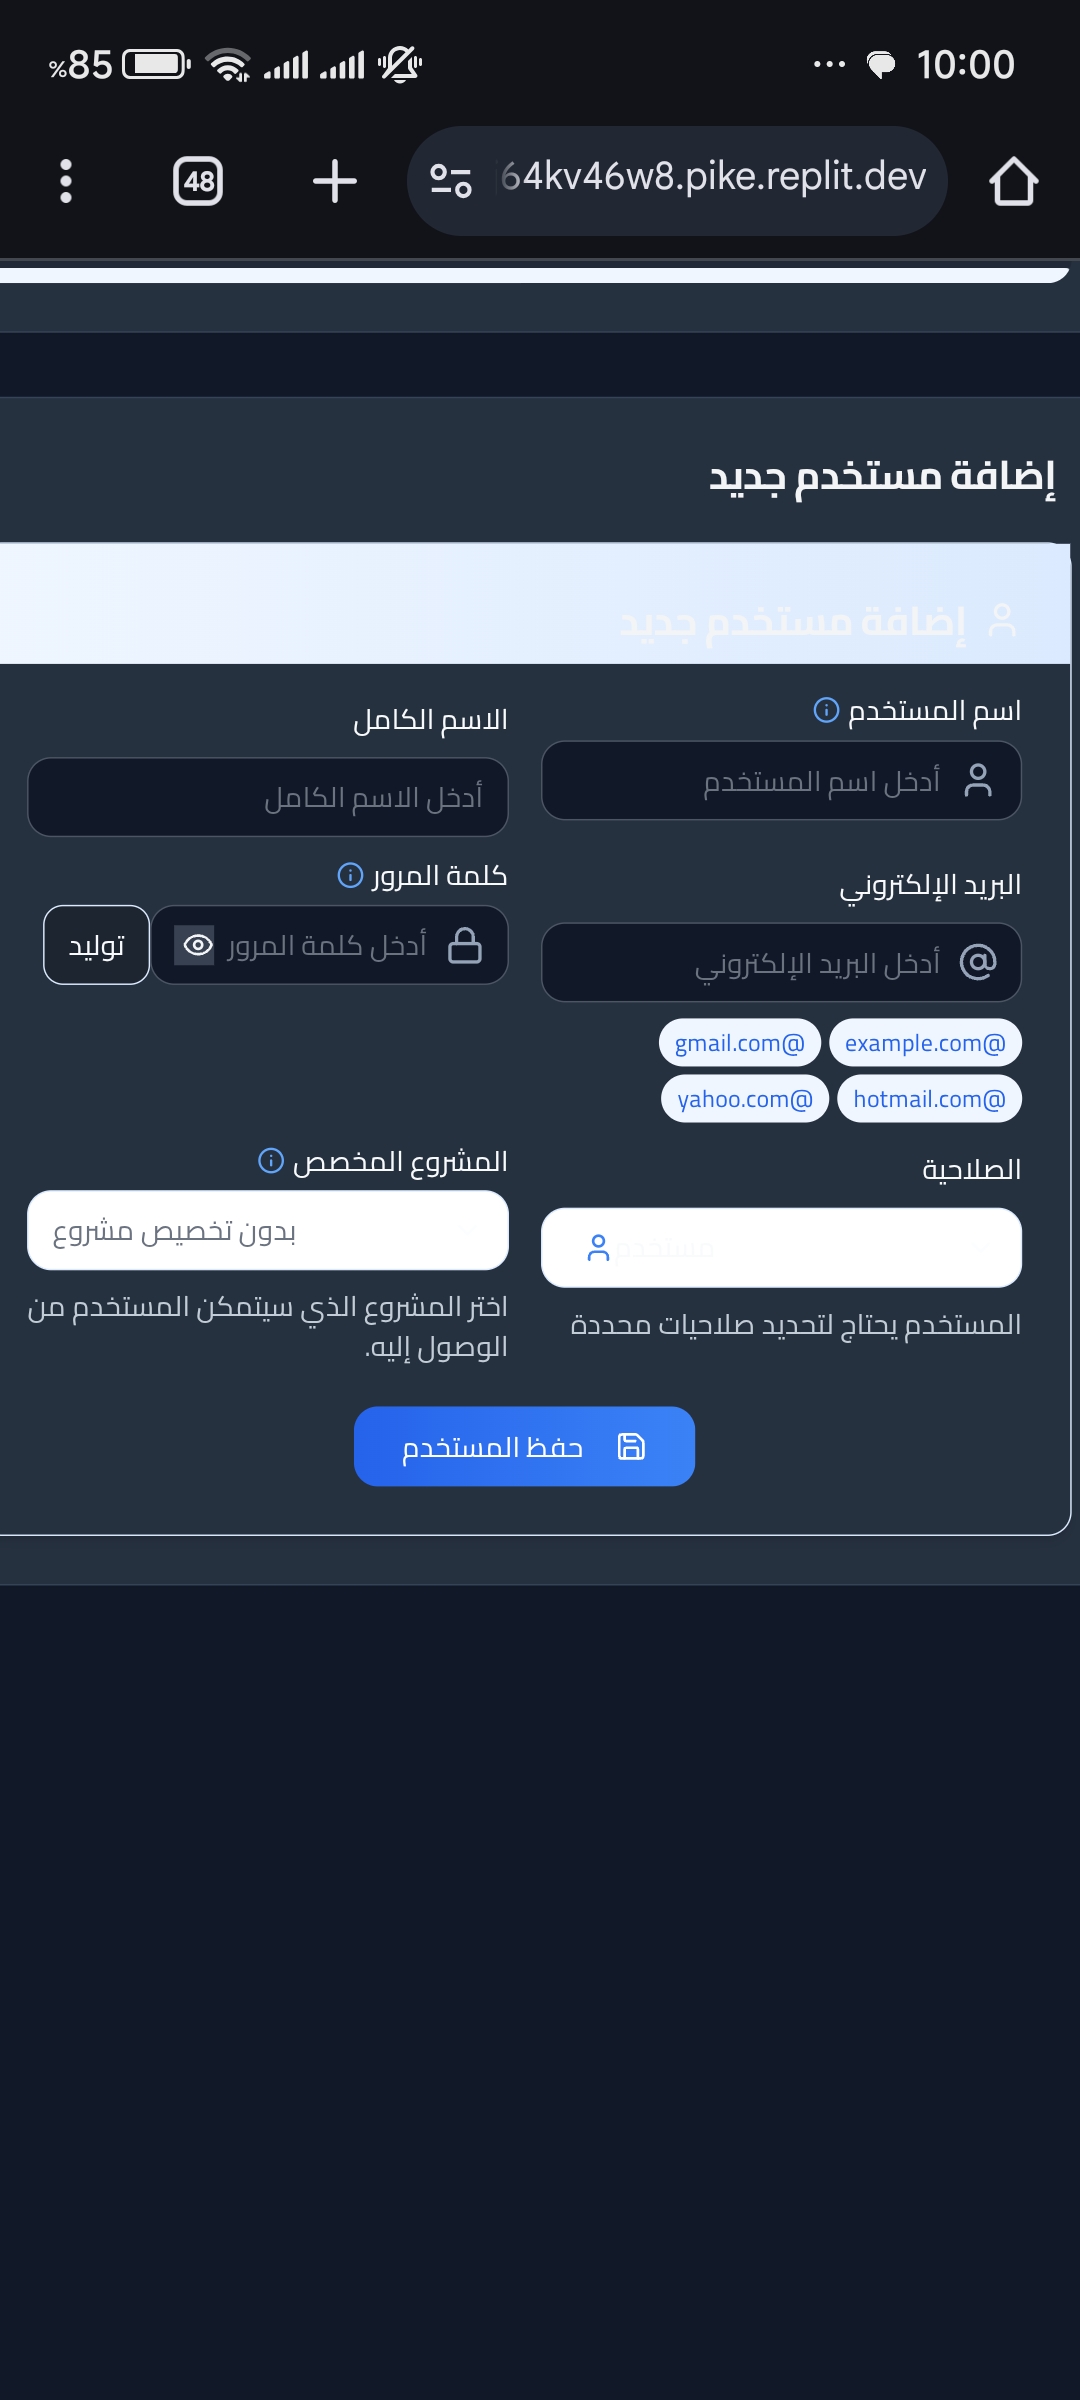 %85
10:00
48
64kv46w8.pike.replit.dev
إضافة مستخدم جديد
إضافة مستخدم جديد
اسم المستخدم
أدخل اسم المستخدم
الاسم الكامل
أدخل الاسم الكامل
البريد الإلكتروني
أدخل البريد الإلكتروني
example.com@
gmail.com@
hotmail.com@
yahoo.com@
كلمة المرور
أدخل كلمة المرور
توليد
الصلاحية
مستخدم
المستخدم يحتاج لتحديد صلاحيات محددة
المشروع المخصص
بدون تخصيص مشروع
اختر المشروع الذي سيتمكن المستخدم من
الوصول إليه.
حفظ المستخدم